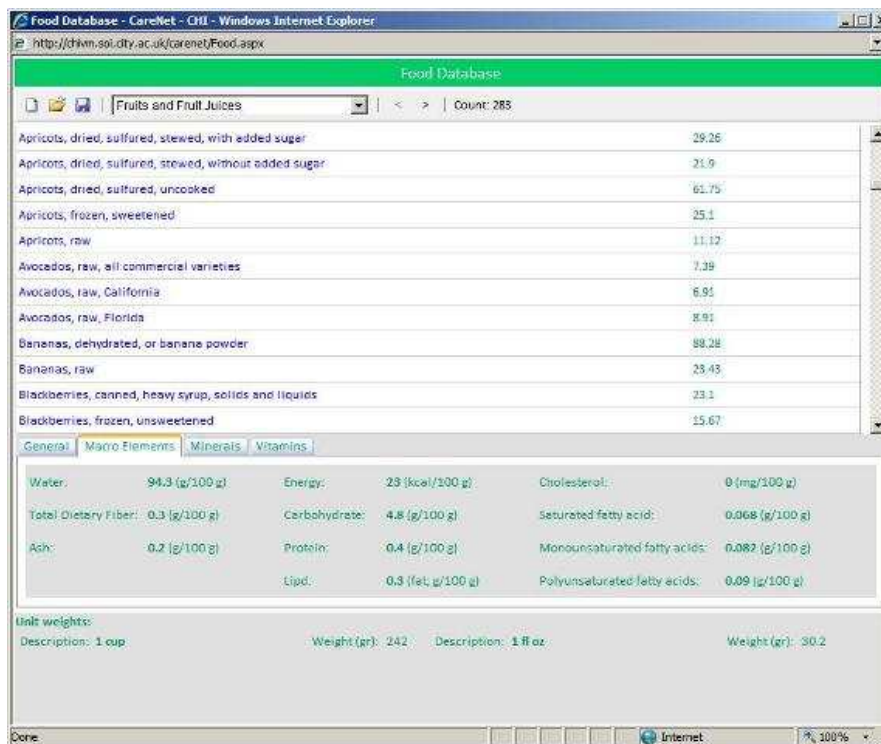 Food Database - CareNet - CHI - Windows Internet Explorer
http://chivm.soi.city.ac.uk/carenet/Food.aspx
Food Database
Fruits and Fruit Juices < > Count: 283
Apricots, dried, sulfured, stewed, with added sugar 29.26
Apricots, dried, sulfured, stewed, without added sugar 21.9
Apricots, dried, sulfured, uncooked 61.75
Apricots, frozen, sweetened 25.1
Apricots, raw 11.12
Avocados, raw, all commercial varieties 7.39
Avocados, raw, California 6.91
Avocados, raw, Florida 8.91
Bananas, dehydrated, or banana powder 88.28
Bananas, raw 23.43
Blackberries, canned, heavy syrup, solids and liquids 23.1
Blackberries, frozen, unsweetened 15.67
General Macro Elements Minerals Vitamins
Water: 94.3 (g/100 g) Energy: 23 (kcal/100 g) Cholesterol: 0 (mg/100 g)
Total Dietary Fiber: 0.3 (g/100 g) Carbohydrate: 4.8 (g/100 g) Saturated fatty acid: 0.068 (g/100 g)
Ash: 0.2 (g/100 g) Protein: 0.4 (g/100 g) Monounsaturated fatty acids: 0.082 (g/100 g)
Lipd: 0.3 (fat; g/100 g) Polyunsaturated fatty acids: 0.09 (g/100 g)
Unit weights:
Description: 1 cup Weight (gr): 242 Description: 1 fl oz Weight (gr): 30.2
Done Internet 100%